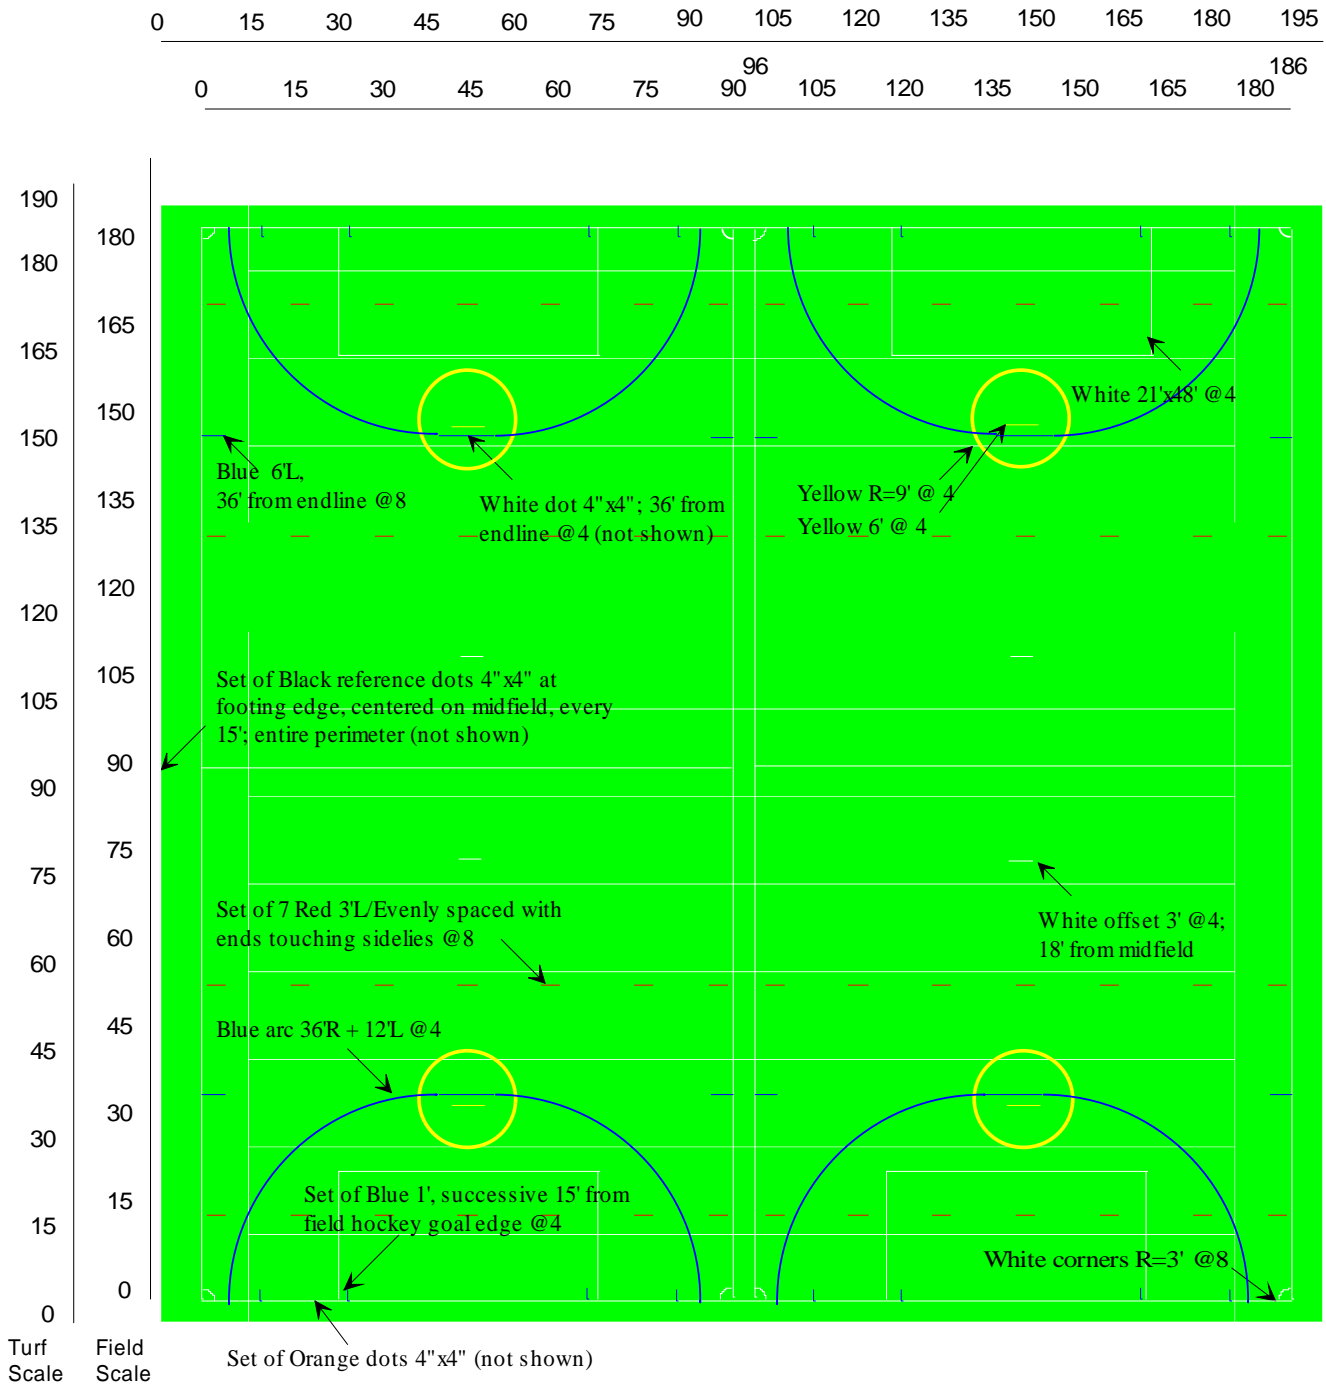 0 15 30 45 60 75 90 105 120 135 150 165 180 195
96 186
0 15 30 45 60 75 90 105 120 135 150 165 180
190
180
180
165
165
150
150
135
135
120
120
105
105
90
90
75
75
60
60
45
45
30
30
15
15
0
0
White 21'x48' @4
Blue 6'L,
36' from endline @8
White dot 4"x4"; 36' from
endline @4 (not shown)
Yellow R=9' @ 4
Yellow 6' @ 4
Set of Black reference dots 4"x4" at
footing edge, centered on midfield, every
15'; entire perimeter (not shown)
Set of 7 Red 3'L/Evenly spaced with
ends touching sidelies @8
White offset 3' @4;
18' from midfield
Blue arc 36'R + 12'L @4
Set of Blue 1', successive 15' from
field hockey goal edge @4
White corners R=3' @8
Set of Orange dots 4"x4" (not shown)
Turf
Scale
Field
Scale